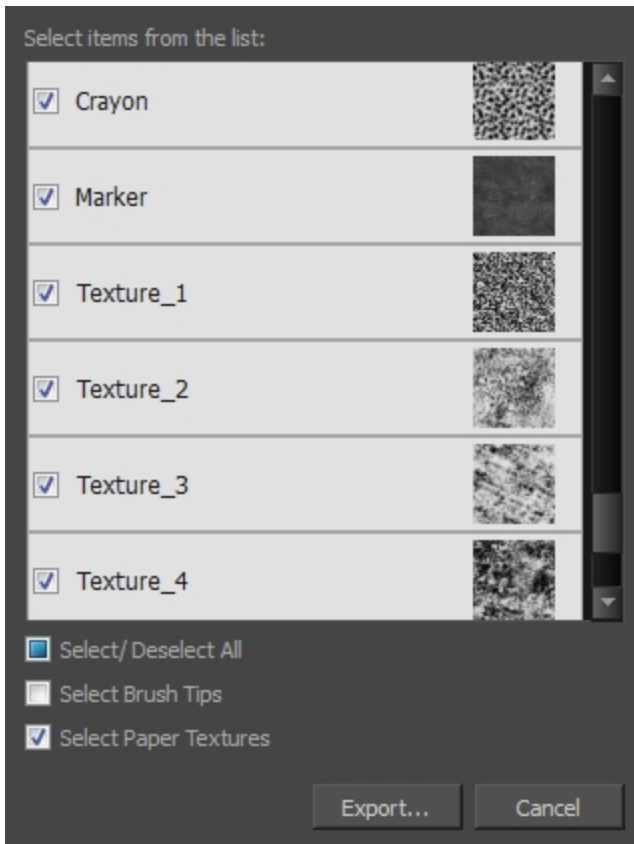 Select items from the list:
Crayon
Marker
Texture_1
Texture_2
Texture_3
Texture_4
Select/ Deselect All
Select Brush Tips
Select Paper Textures
Export... Cancel